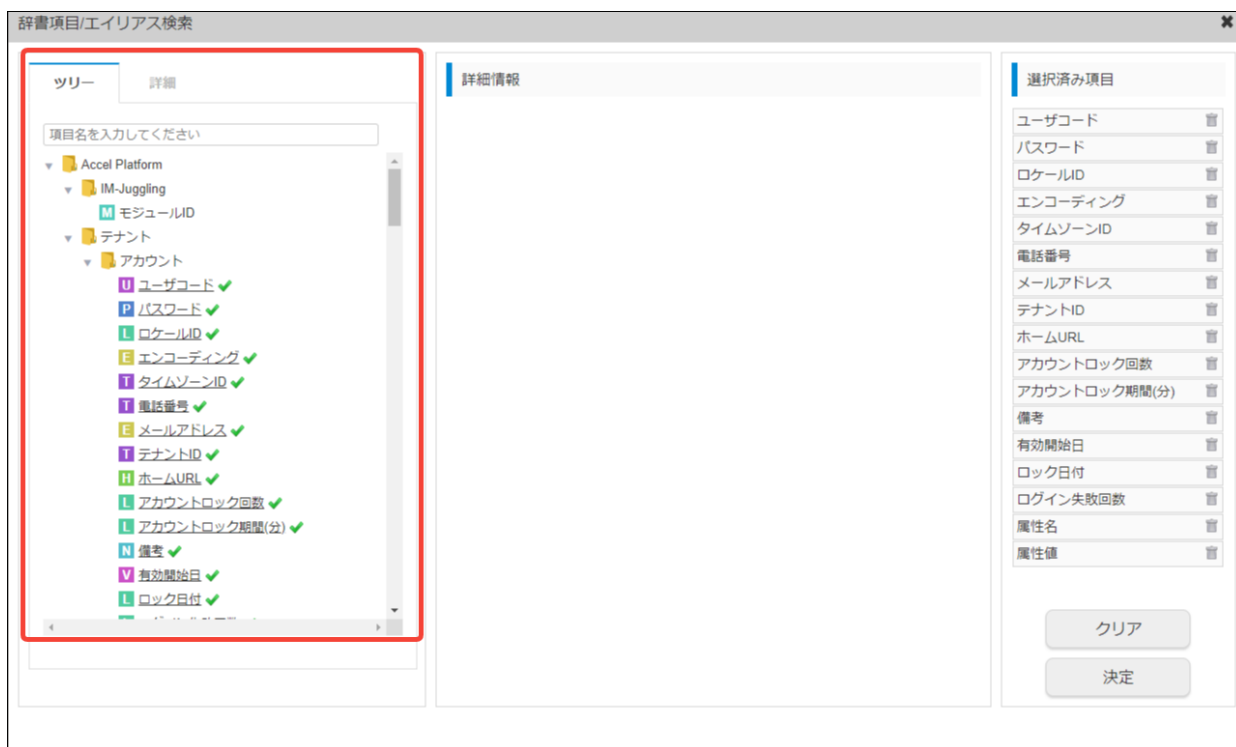 辞書項目/エイリアス検索
ツリー
詳細
項目名を入力してください
Accel Platform
IM-Juggling
M モジュールID
テナント
アカウント
U ユーザコード
P パスワード
L ロケールID
E エンコーディング
T タイムゾーンID
T 電話番号
E メールアドレス
T テナントID
H ホームURL
L アカウントロック回数
L アカウントロック期間(分)
N 備考
V 有効開始日
L ロック日付
詳細情報
選択済み項目
ユーザコード
パスワード
ロケールID
エンコーディング
タイムゾーンID
電話番号
メールアドレス
テナントID
ホームURL
アカウントロック回数
アカウントロック期間(分)
備考
有効開始日
ロック日付
ログイン失敗回数
属性名
属性値
クリア
決定